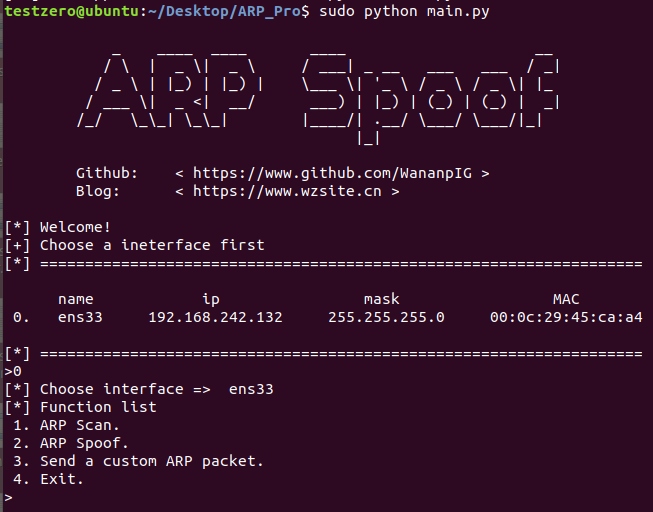 testzero@ubuntu:~/Desktop/ARP_Pro$ sudo python main.py
ARP Spoof
Github: < https://www.github.com/WananpIG >
Blog: < https://www.wzsite.cn >
[*] Welcome!
[+] Choose a ineterface first
[*] ===================================================================
name ip mask MAC
0. ens33 192.168.242.132 255.255.255.0 00:0c:29:45:ca:a4
[*] ===================================================================
>0
[*] Choose interface => ens33
[*] Function list
1. ARP Scan.
2. ARP Spoof.
3. Send a custom ARP packet.
4. Exit.
>